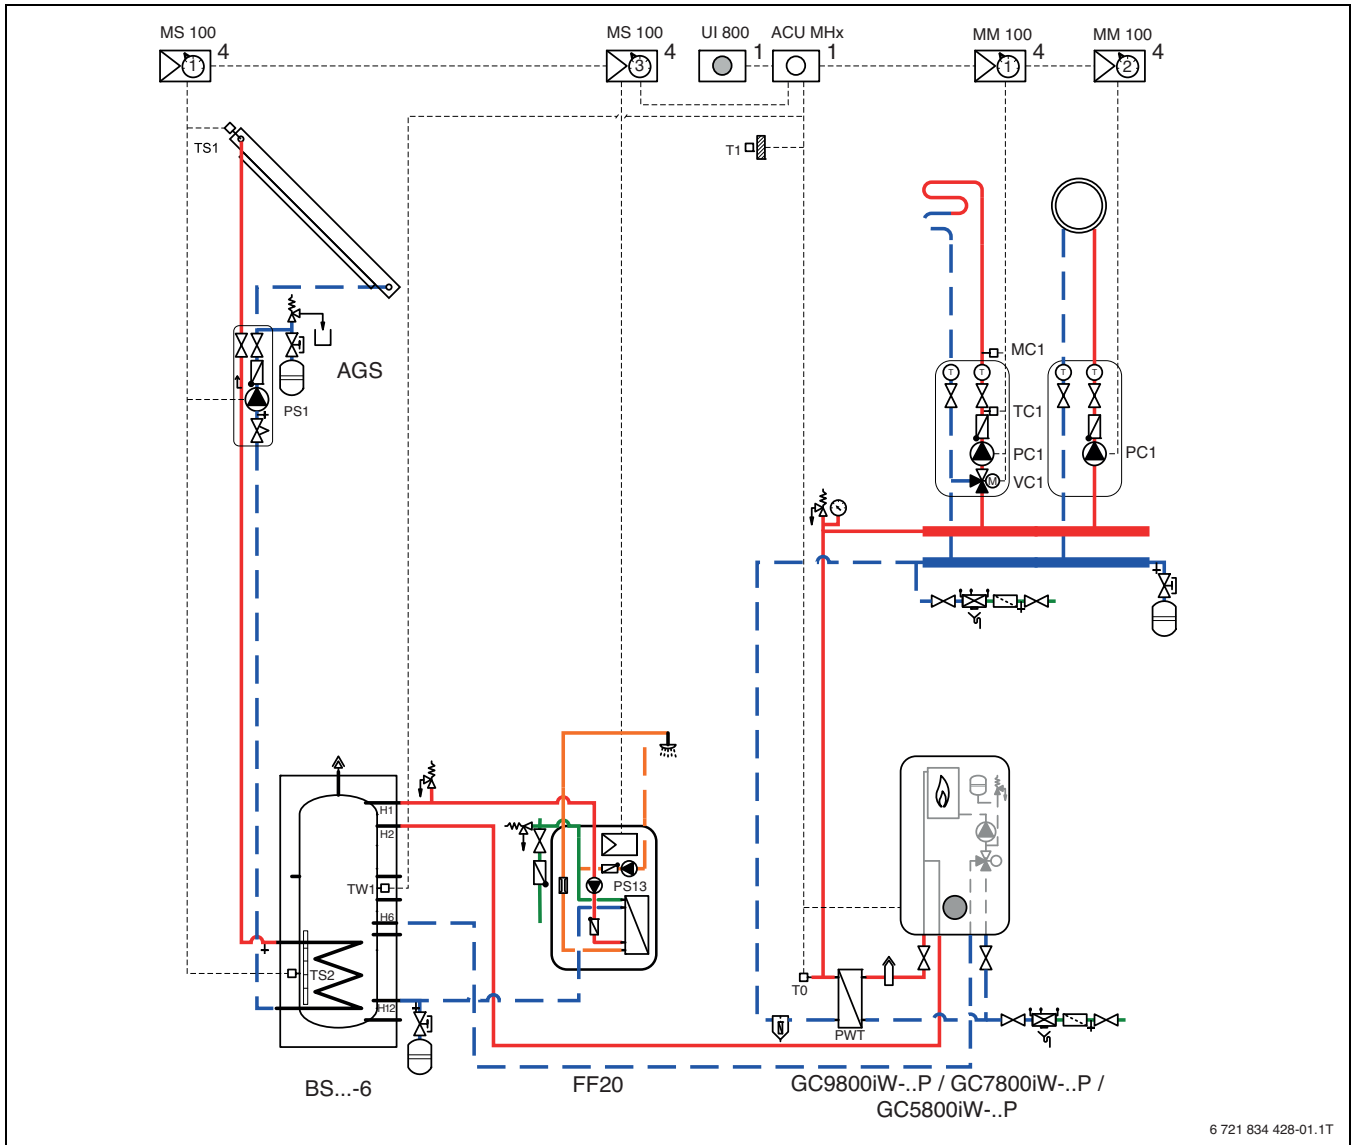 MS 100 4
1
MS 100 4
3
UI 800 1
ACU MHx 1
MM 100 4
1
MM 100 4
2
TS1
T1
AGS
PS1
MC1
T T T T
TC1
PC1
PC1
M
VC1
H1
H2
TW1
H6
TS2
H12
PS13
T0
PWT
BS...-6
FF20
GC9800iW-..P / GC7800iW-..P /
GC5800iW-..P
6 721 834 428-01.1T